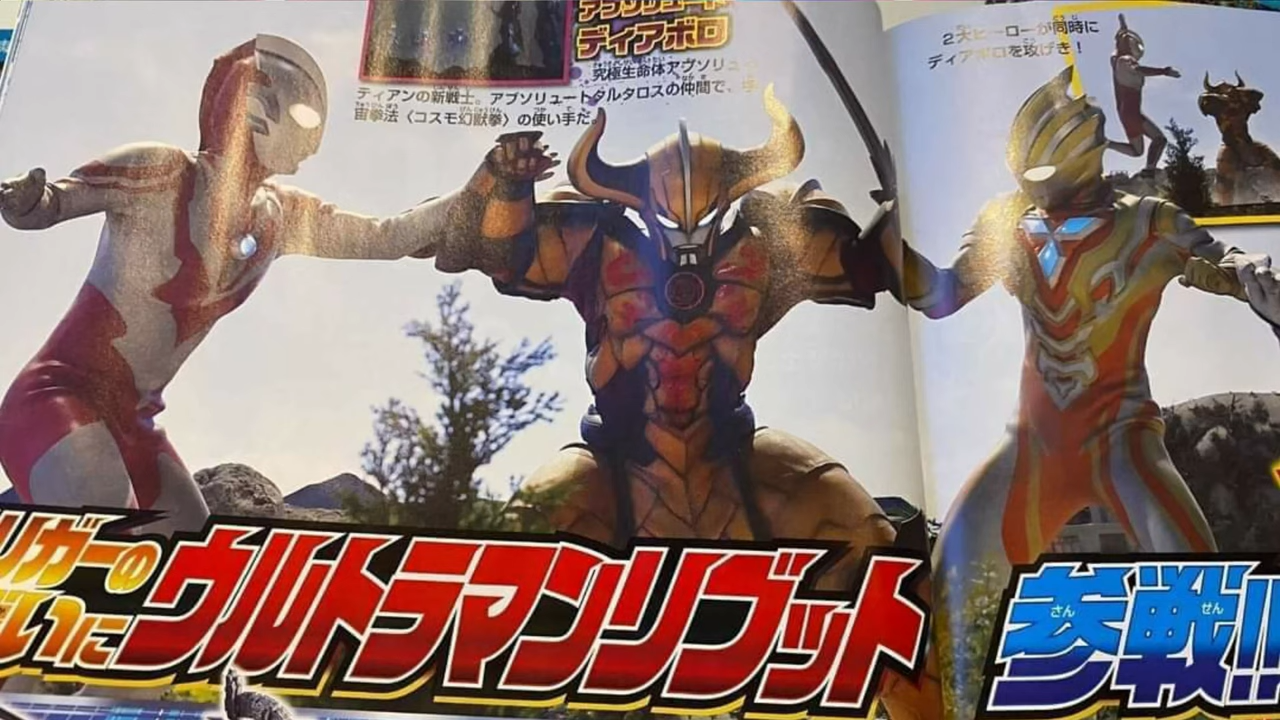 アブソリュート
ディアボロ
究極生命体アブソリュー
ティアンの新戦士。アブソリュートタルタロスの仲間で、宇
宙拳法〈コスモ幻獣拳〉の使い手だ。
2大ヒーローが同時に
ディアボロを攻げき!
リガーの
いに
ウルトラマンリブット
参戦!!
さん
せん